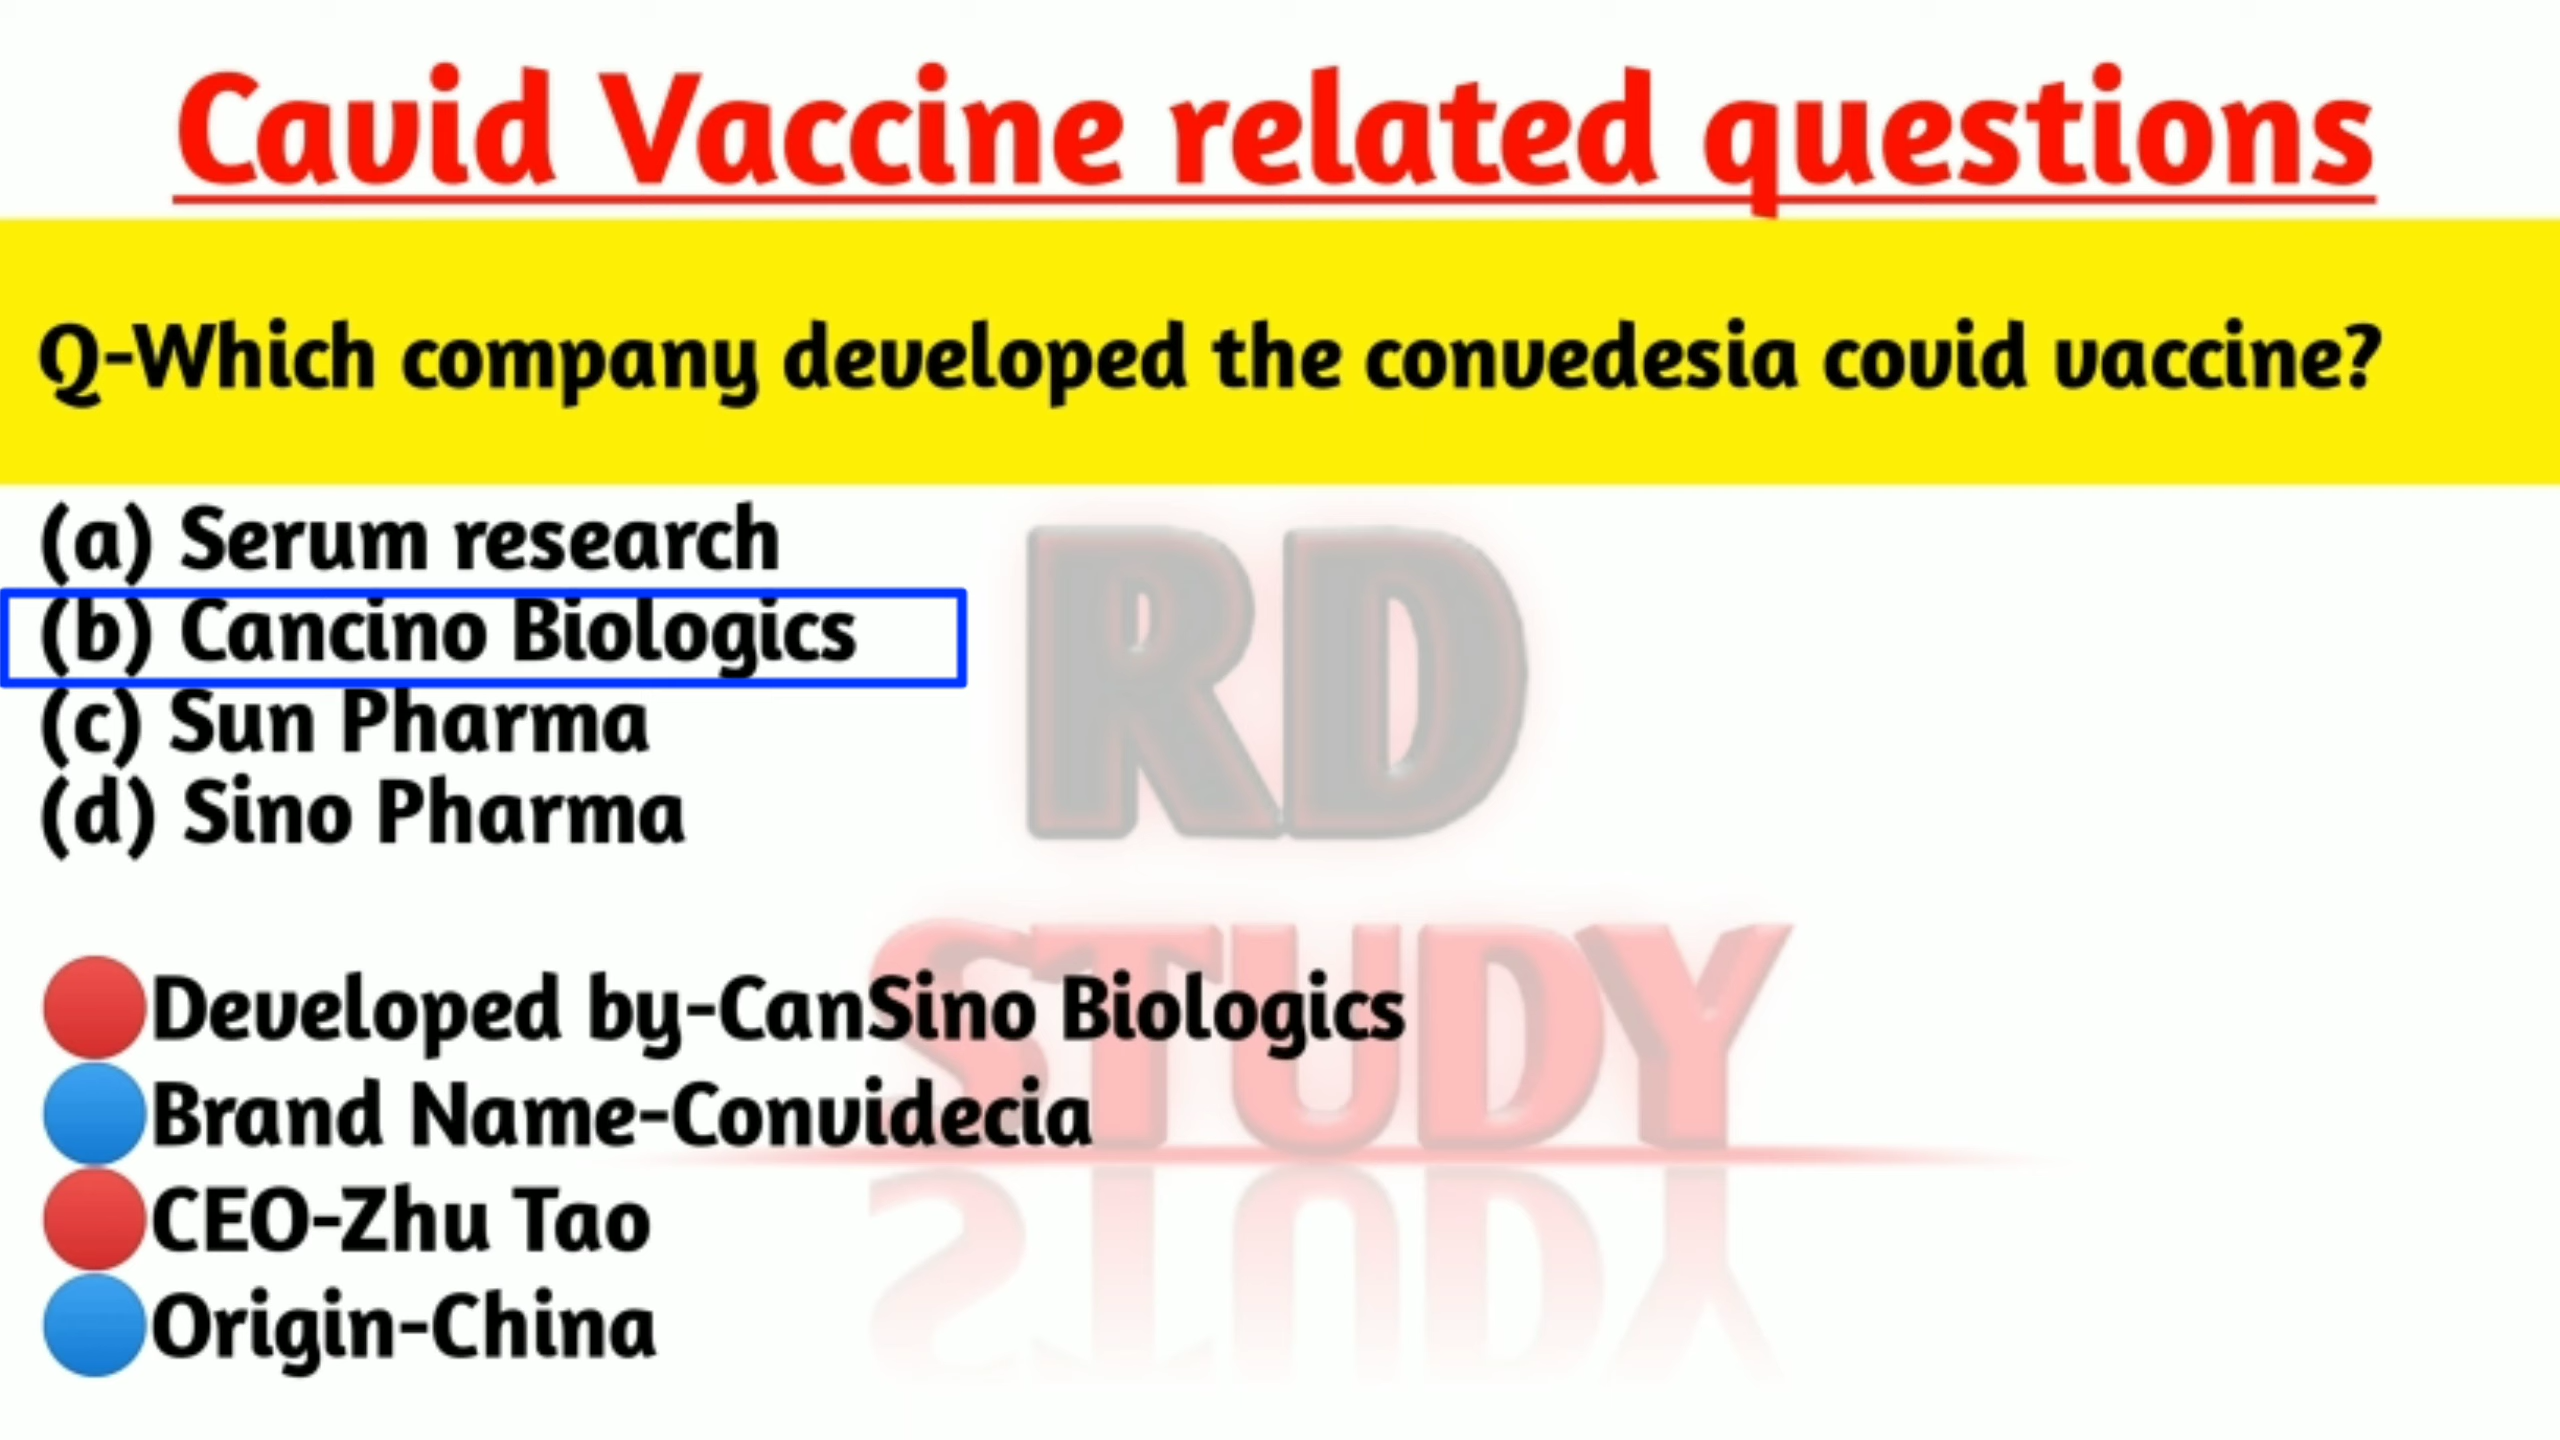 Cavid Vaccine related questions
Q-Which company developed the convedesia covid vaccine?
(a) Serum research
(b) Cancino Biologics
(c) Sun Pharma
(d) Sino Pharma
RD
STUDY
Developed by-CanSino Biologics
Brand Name-Convidecia
CEO-Zhu Tao
Origin-China